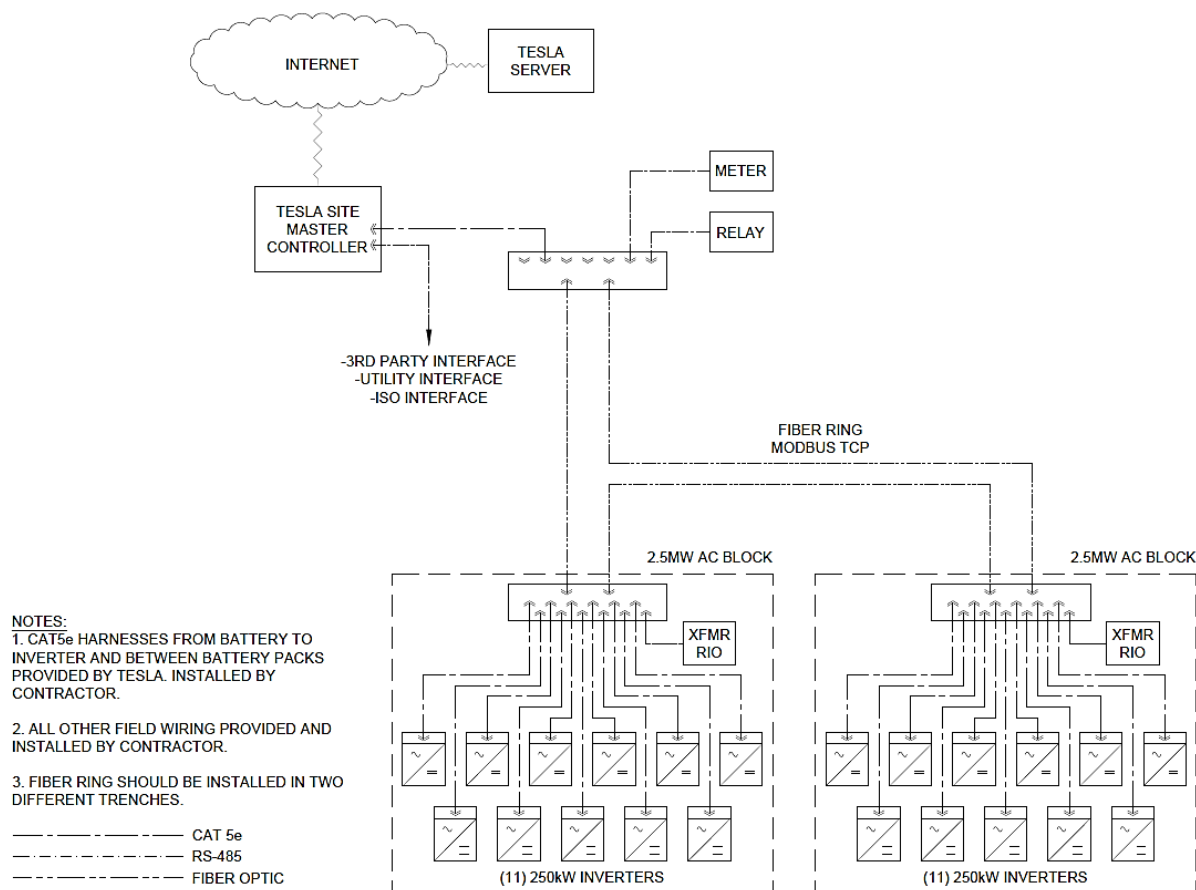 INTERNET
TESLA
SERVER
METER
TESLA SITE
MASTER
CONTROLLER
RELAY
-3RD PARTY INTERFACE
-UTILITY INTERFACE
-ISO INTERFACE
FIBER RING
MODBUS TCP
2.5MW AC BLOCK
2.5MW AC BLOCK
XFMR
RIO
XFMR
RIO
NOTES:
1. CAT5e HARNESSES FROM BATTERY TO
INVERTER AND BETWEEN BATTERY PACKS
PROVIDED BY TESLA. INSTALLED BY
CONTRACTOR.
2. ALL OTHER FIELD WIRING PROVIDED AND
INSTALLED BY CONTRACTOR.
3. FIBER RING SHOULD BE INSTALLED IN TWO
DIFFERENT TRENCHES.
CAT 5e
RS-485
FIBER OPTIC
(11) 250kW INVERTERS
(11) 250kW INVERTERS